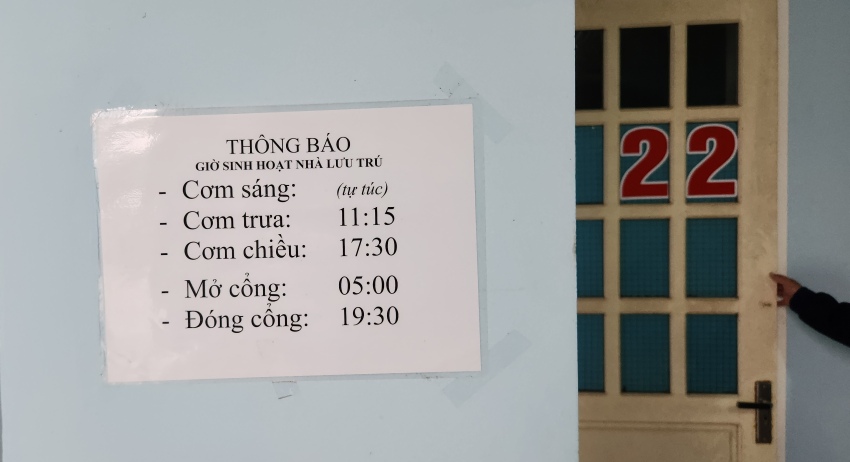 THÔNG BÁO
GIỜ SINH HOẠT NHÀ LƯU TRÚ
- Cơm sáng: (tự túc)
- Cơm trưa: 11:15
- Cơm chiều: 17:30
- Mở cổng: 05:00
- Đóng cổng: 19:30
22